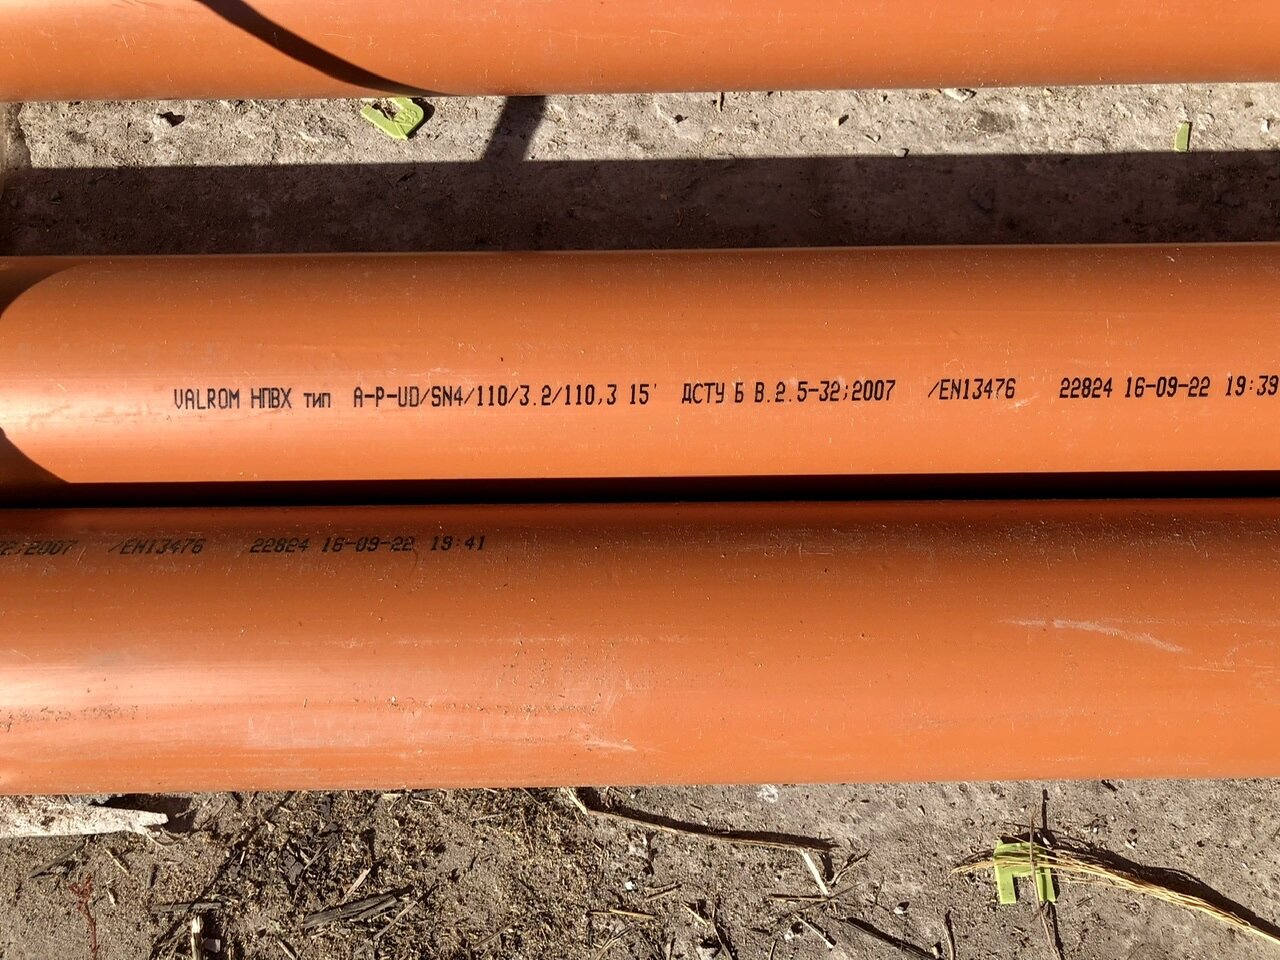 VALROM НПВХ тип A-P-UD/SN4/110/3.2/110,3 15' ДСТУ Б В.2.5-32;2007 /EN13476 22824 16-09-22 19:39
2007 /EN13476 22824 16-09-22 19:41